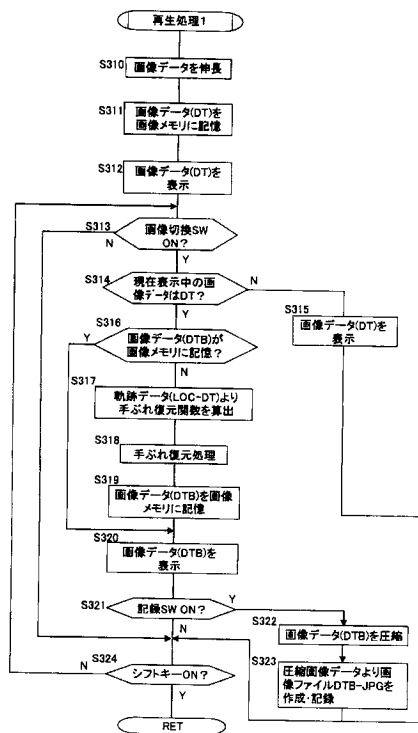 再生処理1
S310
画像データを伸長
S311
画像データ(DT)を
画像メモリに記憶
S312
画像データ(DT)を
表示
S313
画像切換SW
ON?
N
Y
S314
現在表示中の画
像データはDT?
N
Y
S315
画像データ(DT)を
表示
S316
画像データ(DTB)が
画像メモリに記憶?
Y
N
S317
軌跡データ(LOC-DT)より
手ぶれ復元関数を算出
S318
手ぶれ復元処理
S319
画像データ(DTB)を画像
メモリに記憶
S320
画像データ(DTB)を
表示
S321
記録SW ON?
Y
N
S322
画像データ(DTB)を圧縮
S323
圧縮画像データより画
像ファイルDTB-JPGを
作成・記録
S324
シフトキーON?
N
Y
RET